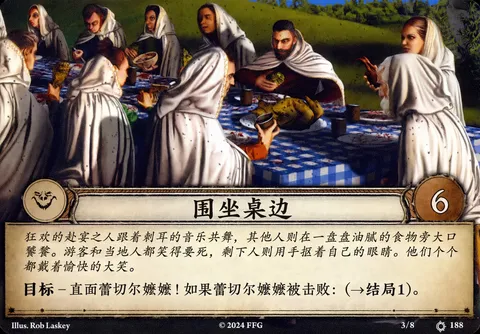 围坐桌边
6
狂欢的赴宴之人跟着刺耳的音乐共舞，其他人则在一盘盘油腻的食物旁大口
饕餮。游客和当地人都笑得要死，剩下人则用手抠着自己的眼睛。他们个个
都戴着愉快的大笑。
目标 – 直面蕾切尔嬷嬷！如果蕾切尔嬷嬷被击败：(→结局1)。
Illus. Rob Laskey
© 2024 FFG
3/8
188